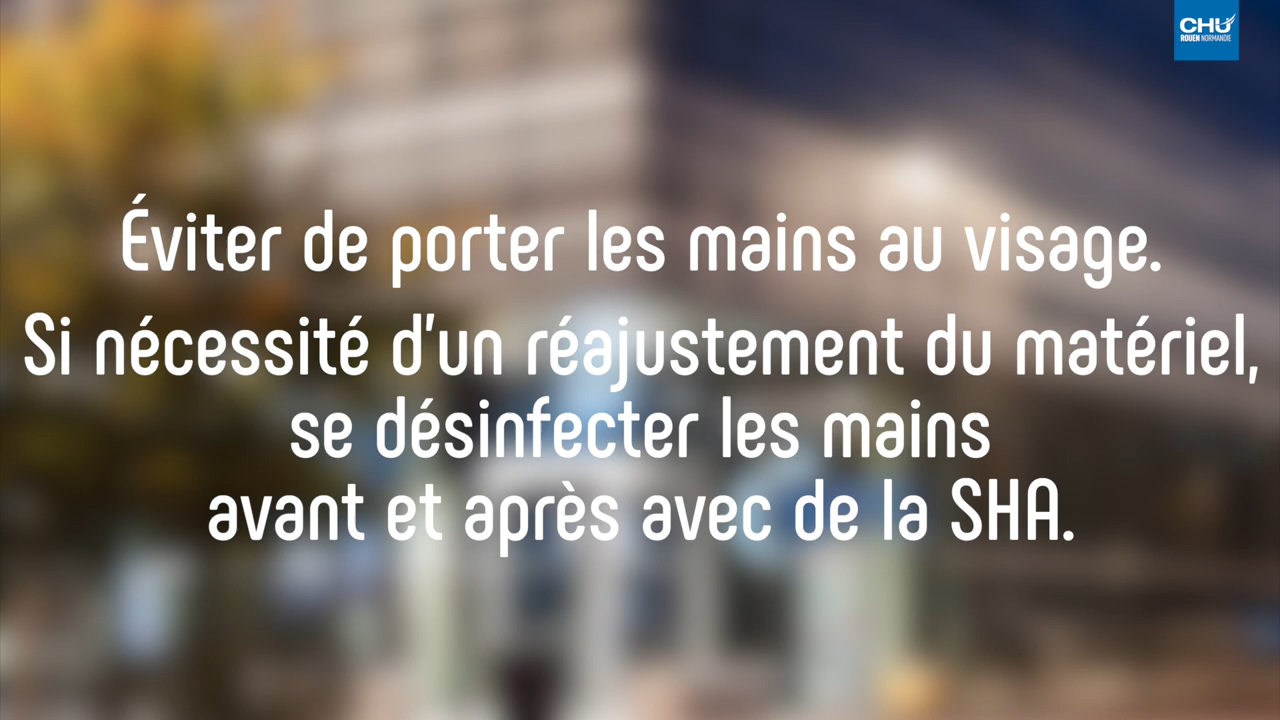 CHU
ROUEN NORMANDIE
Éviter de porter les mains au visage.
Si nécessité d'un réajustement du matériel,
se désinfecter les mains
avant et après avec de la SHA.